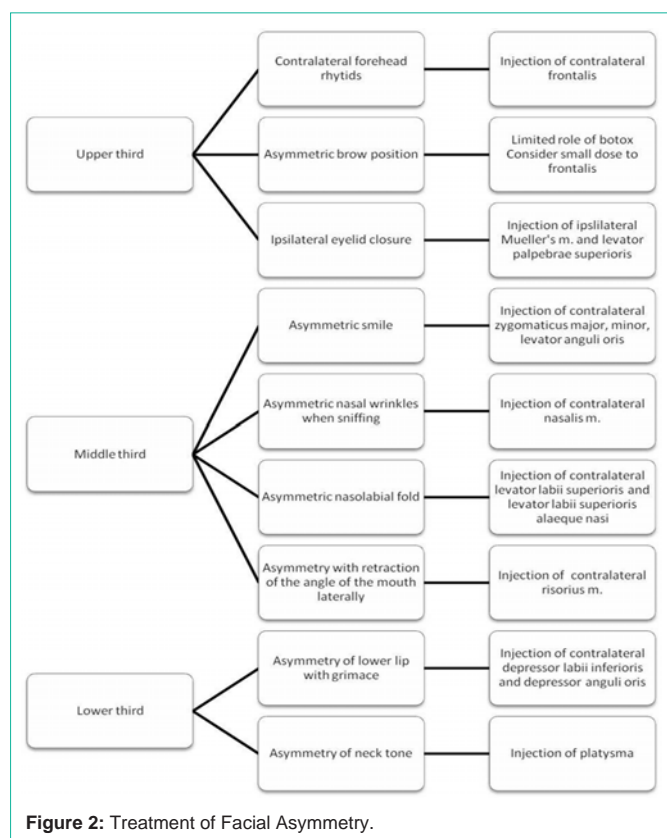 Upper third
Contralateral forehead
rhytids
Injection of contralateral
frontalis
Asymmetric brow position
Limited role of botox
Consider small dose to
frontalis
Ipsilateral eyelid closure
Injection of ipslilateral
Mueller's m. and levator
palpebrae superioris
Middle third
Asymmetric smile
Injection of contralateral
zygomaticus major, minor,
levator anguli oris
Asymmetric nasal wrinkles
when sniffing
Injection of contralateral
nasalis m.
Asymmetric nasolabial fold
Injection of contralateral
levator labii superioris and
levator labii superioris
alaeque nasi
Asymmetry with retraction
of the angle of the mouth
laterally
Injection of contralateral
risorius m.
Lower third
Asymmetry of lower lip
with grimace
Injection of contralateral
depressor labii inferioris
and depressor anguli oris
Asymmetry of neck tone
Injection of platysma
Figure 2: Treatment of Facial Asymmetry.